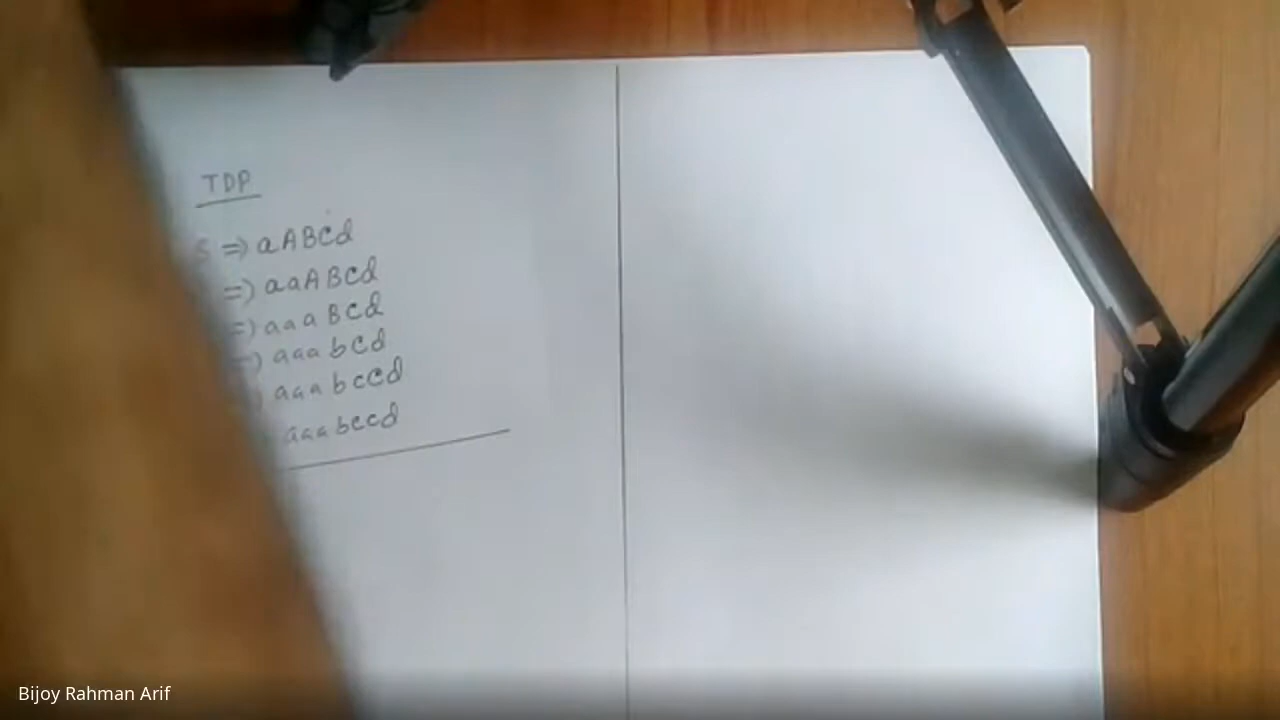 TDP
S => aABCd
=> aaABCd
=> aaaBCd
=> aaabCd
aaabcCd
aaabccd
Bijoy Rahman Arif